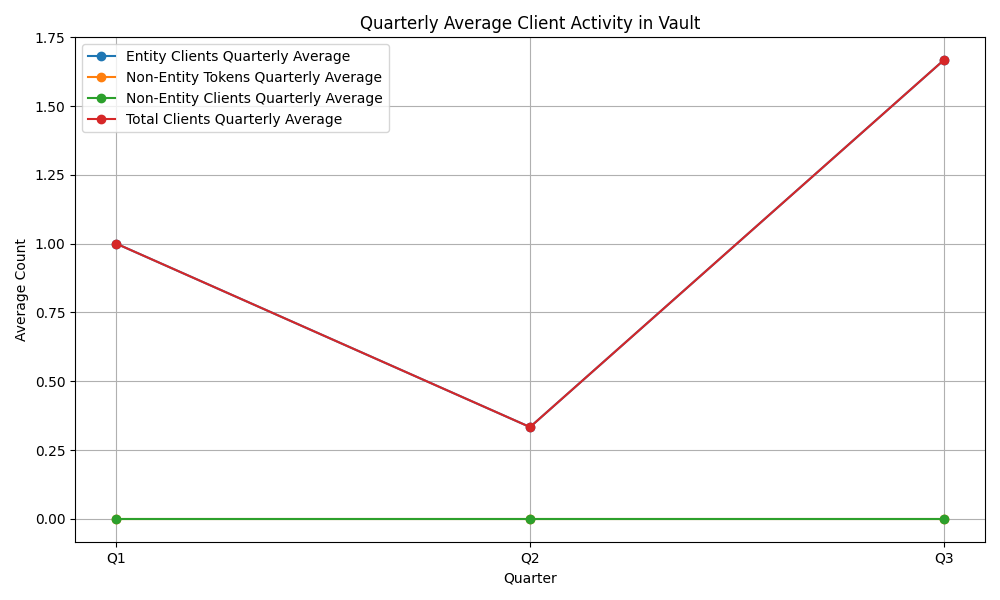 Quarterly Average Client Activity in Vault
Entity Clients Quarterly Average
Non-Entity Tokens Quarterly Average
Non-Entity Clients Quarterly Average
Total Clients Quarterly Average
Average Count
1.75
1.50
1.25
1.00
0.75
0.50
0.25
0.00
Q1
Q2
Q3
Quarter